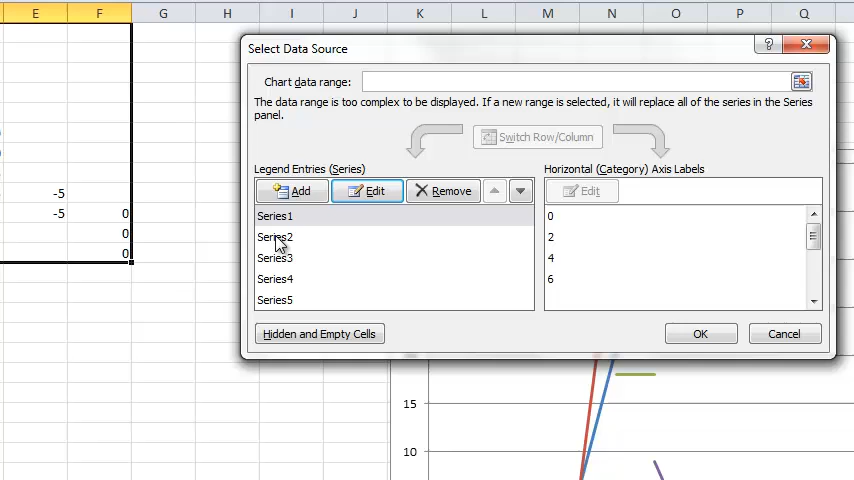 E F G H I J K L M N O P Q
Select Data Source
Chart data range:
The data range is too complex to be displayed. If a new range is selected, it will replace all of the series in the Series
panel.
Switch Row/Column
Legend Entries (Series) Horizontal (Category) Axis Labels
Add Edit Remove Edit
Series1 0
Series2 2
Series3 4
Series4 6
Series5
Hidden and Empty Cells OK Cancel
-5
-5 0
0
0
15
10